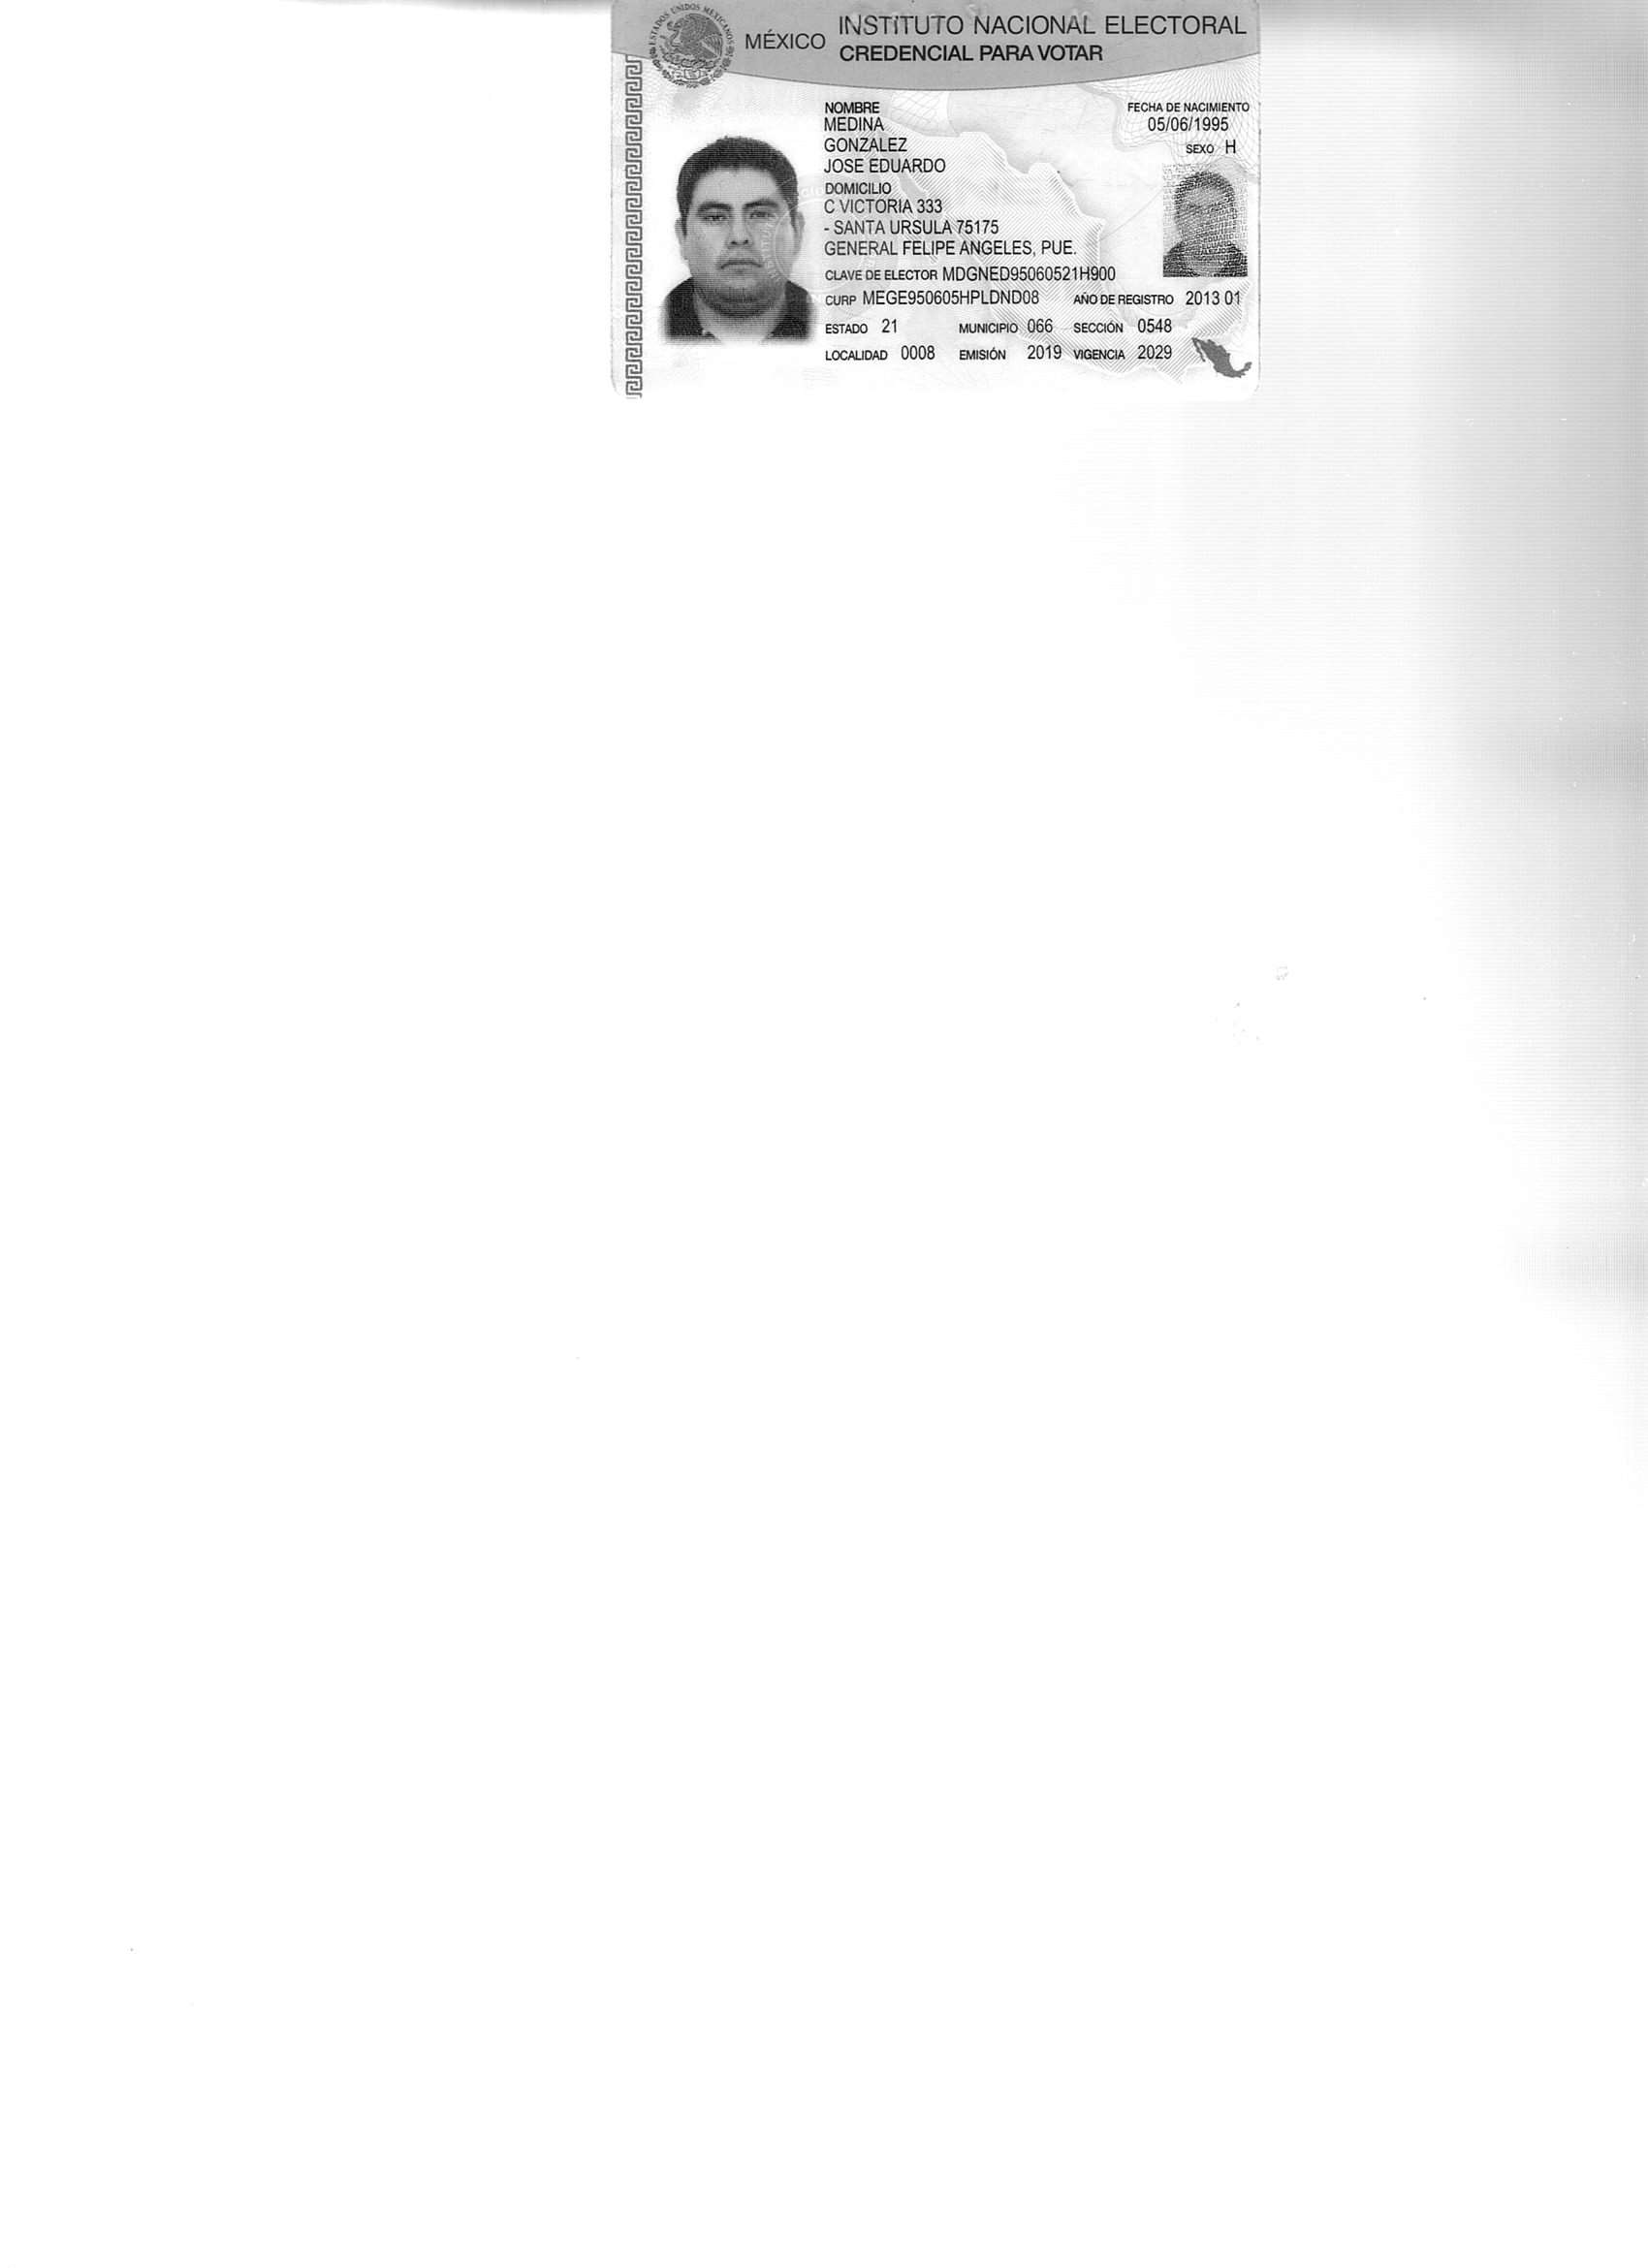 ESTADOS UNIDOS MEXICANOS
MÉXICO INSTITUTO NACIONAL ELECTORAL
CREDENCIAL PARA VOTAR
NOMBRE
MEDINA
GONZALEZ
JOSE EDUARDO
FECHA DE NACIMIENTO
05/06/1995
SEXO H
DOMICILIO
C VICTORIA 333
- SANTA URSULA 75175
GENERAL FELIPE ANGELES, PUE.
CLAVE DE ELECTOR MDGNED95060521H900
CURP MEGE950605HPLDND08 AÑO DE REGISTRO 2013 01
ESTADO 21 MUNICIPIO 066 SECCIÓN 0548
LOCALIDAD 0008 EMISIÓN 2019 VIGENCIA 2029